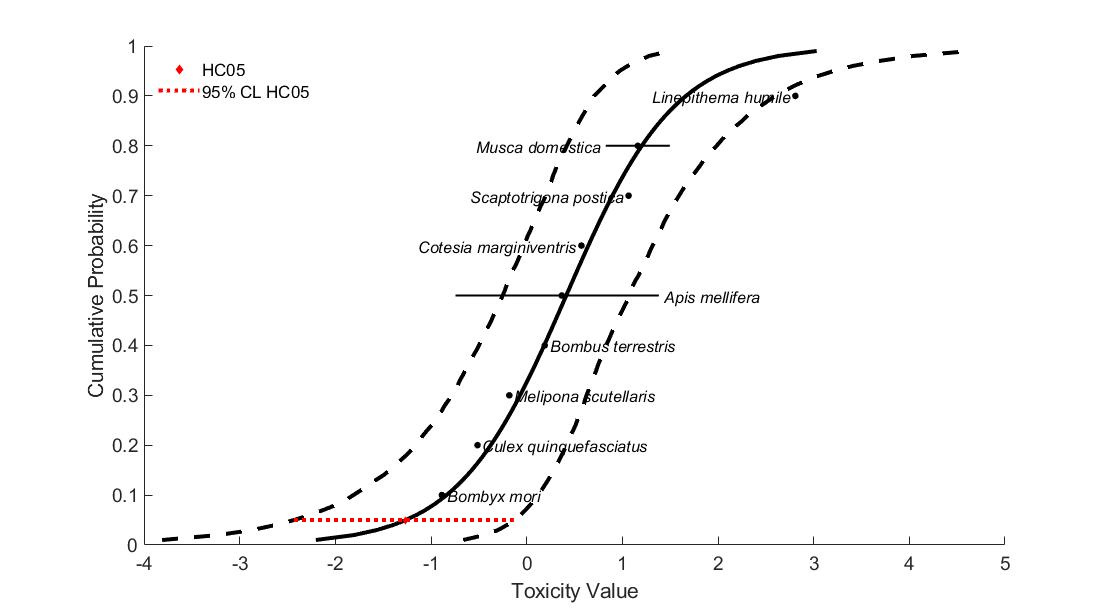 1
HC05
95% CL HC05
0.9
Linepithema humile
0.8
Musca domestica
0.7
Scaptotrigona postica
0.6
Cotesia marginiventris
Cumulative Probability
0.5
Apis mellifera
0.4
Bombus terrestris
0.3
Melipona scutellaris
0.2
Culex quinquefasciatus
0.1
Bombyx mori
0
-4 -3 -2 -1 0 1 2 3 4 5
Toxicity Value